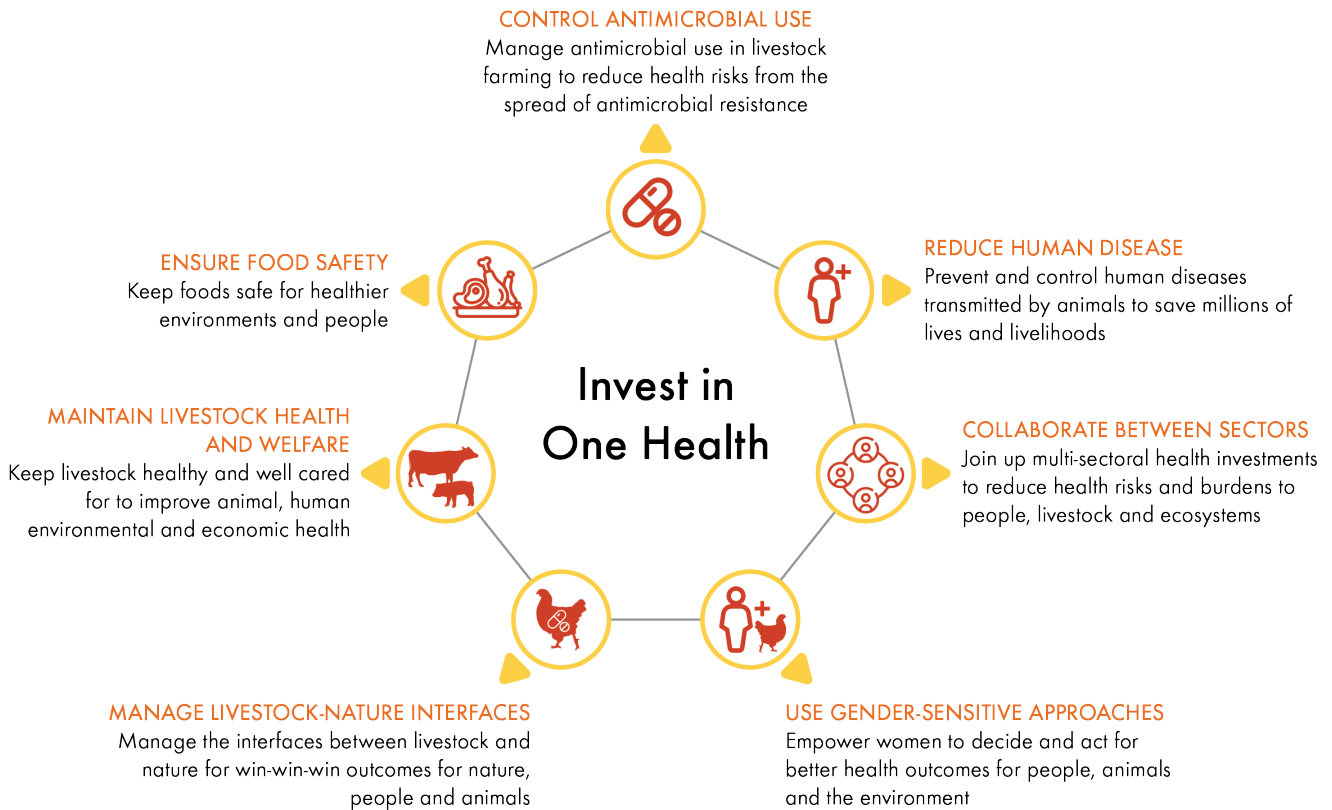 CONTROL ANTIMICROBIAL USE
Manage antimicrobial use in livestock
farming to reduce health risks from the
spread of antimicrobial resistance
REDUCE HUMAN DISEASE
Prevent and control human diseases
transmitted by animals to save millions of
lives and livelihoods
COLLABORATE BETWEEN SECTORS
Join up multi-sectoral health investments
to reduce health risks and burdens to
people, livestock and ecosystems
USE GENDER-SENSITIVE APPROACHES
Empower women to decide and act for
better health outcomes for people, animals
and the environment
MANAGE LIVESTOCK-NATURE INTERFACES
Manage the interfaces between livestock and
nature for win-win-win outcomes for nature,
people and animals
MAINTAIN LIVESTOCK HEALTH
AND WELFARE
Keep livestock healthy and well cared
for to improve animal, human
environmental and economic health
ENSURE FOOD SAFETY
Keep foods safe for healthier
environments and people
Invest in
One Health